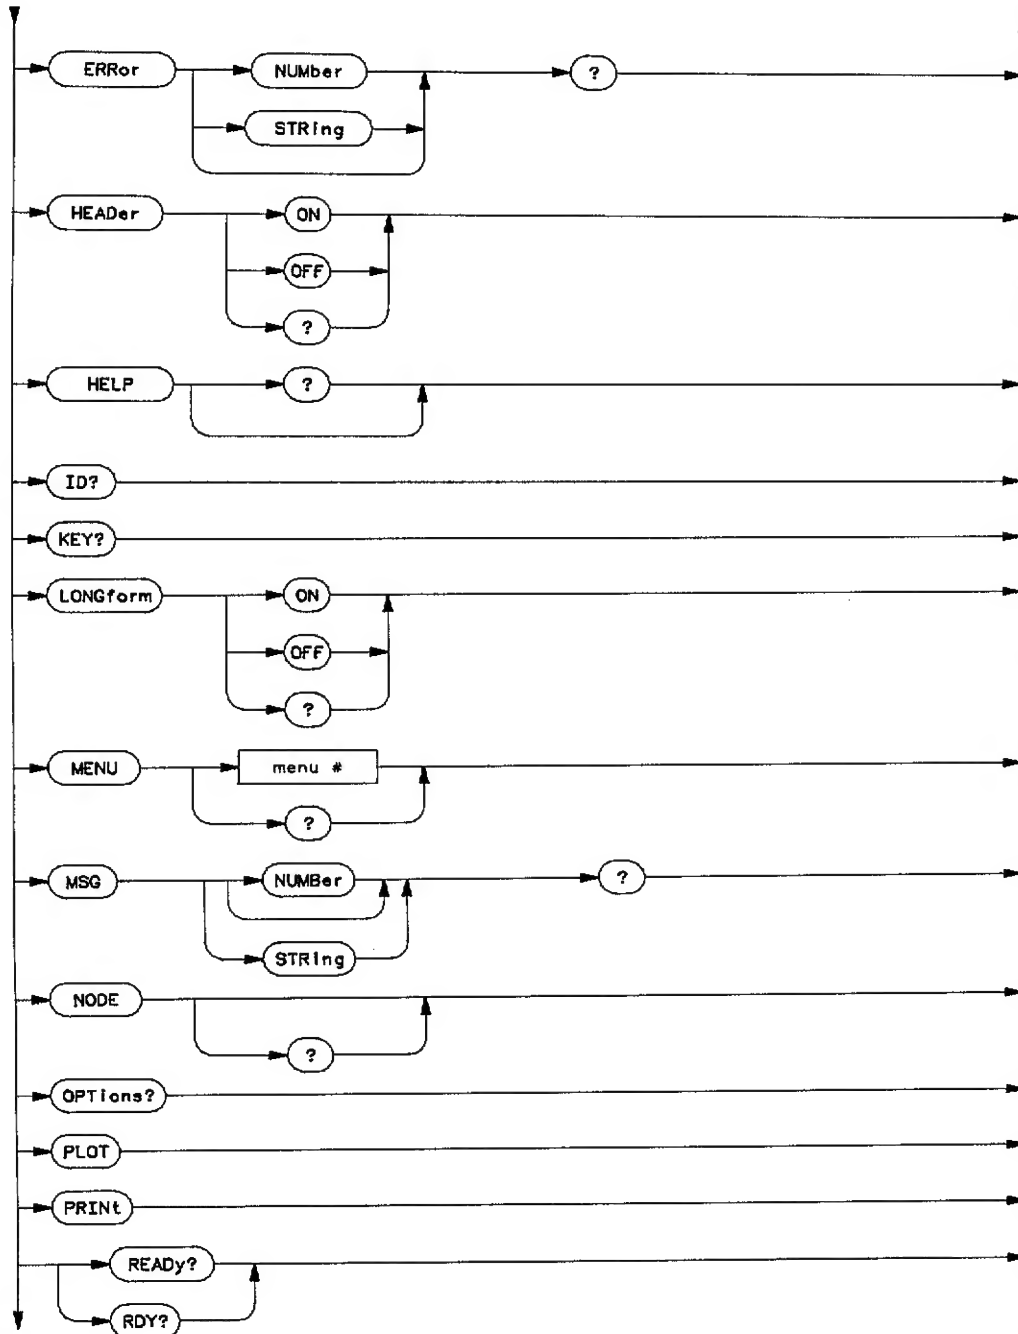 ERRor NUMber ?
STRing
HEADer ON
OFF
?
HELP ?
ID?
KEY?
LONGform ON
OFF
?
MENU menu #
?
MSG NUMBer ?
STRing
NODE
?
OPTions?
PLOT
PRINt
READy?
RDY?